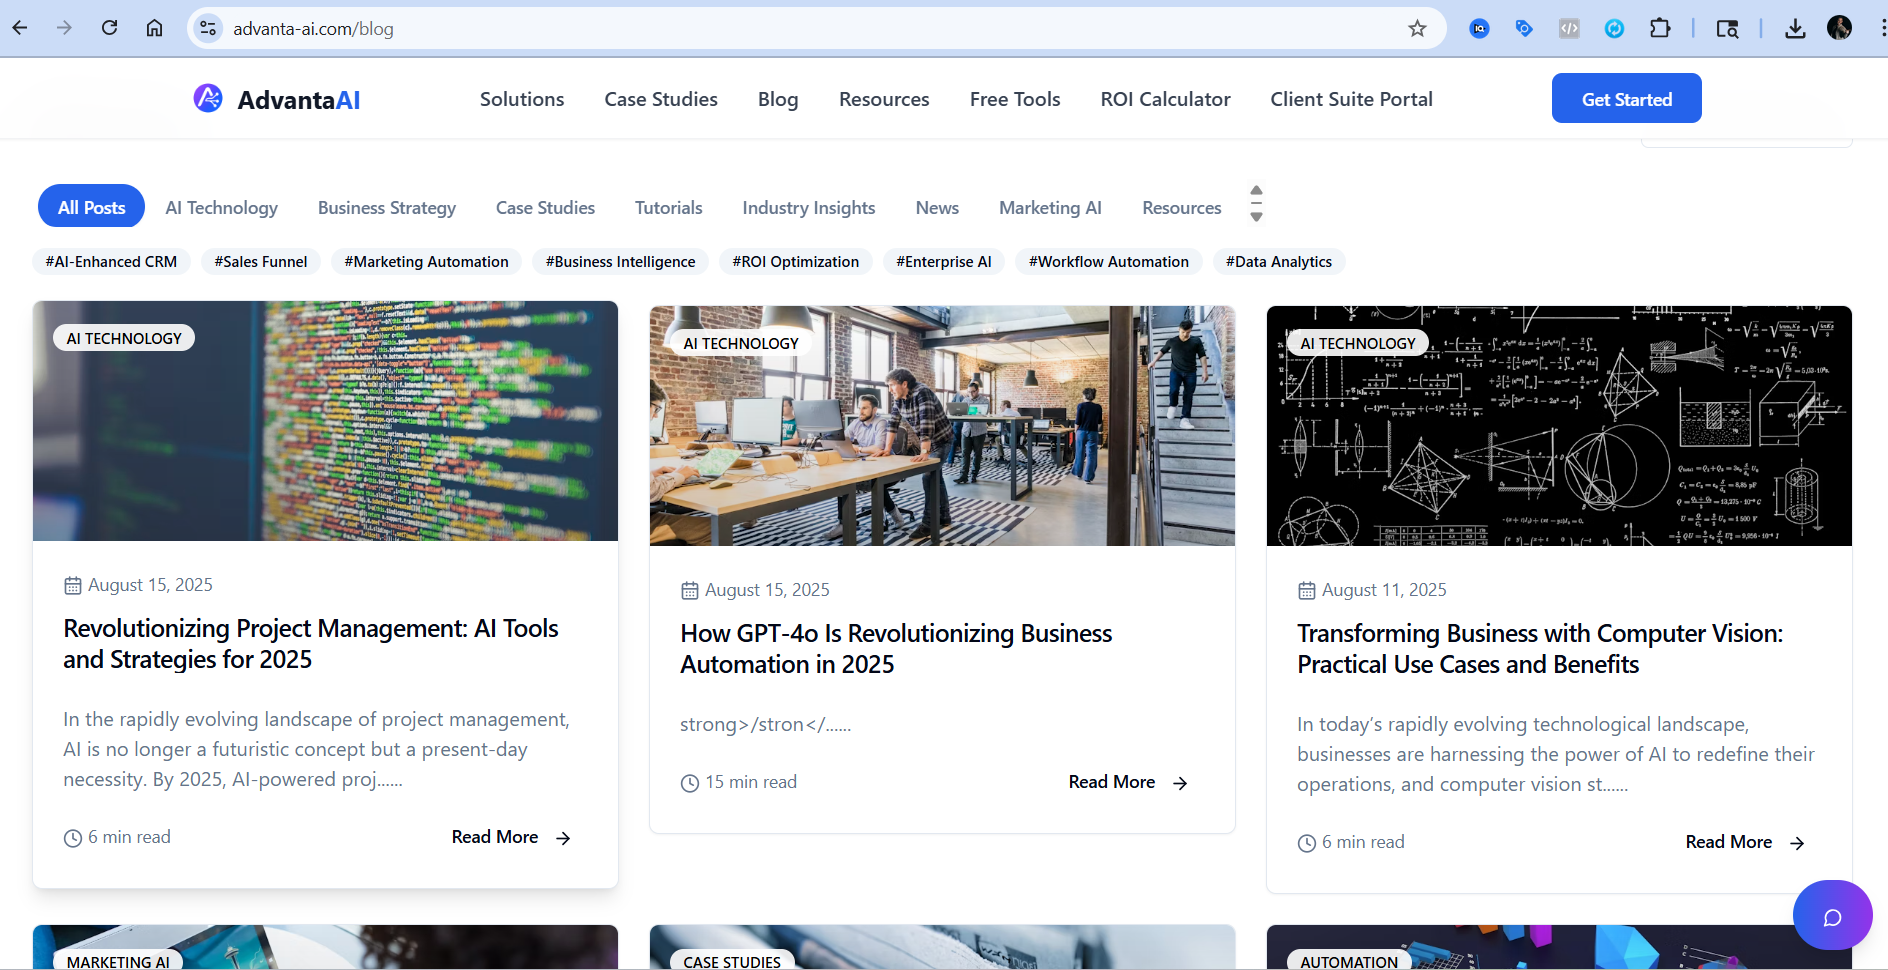 advanta-ai.com/blog
AdvantaAI
Solutions
Case Studies
Blog
Resources
Free Tools
ROI Calculator
Client Suite Portal
Get Started
All Posts
AI Technology
Business Strategy
Case Studies
Tutorials
Industry Insights
News
Marketing AI
Resources
#AI-Enhanced CRM
#Sales Funnel
#Marketing Automation
#Business Intelligence
#ROI Optimization
#Enterprise AI
#Workflow Automation
#Data Analytics
AI TECHNOLOGY
August 15, 2025
Revolutionizing Project Management: AI Tools
and Strategies for 2025
In the rapidly evolving landscape of project management,
AI is no longer a futuristic concept but a present-day
necessity. By 2025, AI-powered proj......
6 min read
Read More
AI TECHNOLOGY
August 15, 2025
How GPT-4o Is Revolutionizing Business
Automation in 2025
strong>/stron</......
15 min read
Read More
AI TECHNOLOGY
August 11, 2025
Transforming Business with Computer Vision:
Practical Use Cases and Benefits
In today’s rapidly evolving technological landscape,
businesses are harnessing the power of AI to redefine their
operations, and computer vision st......
6 min read
Read More
MARKETING AI
CASE STUDIES
AUTOMATION